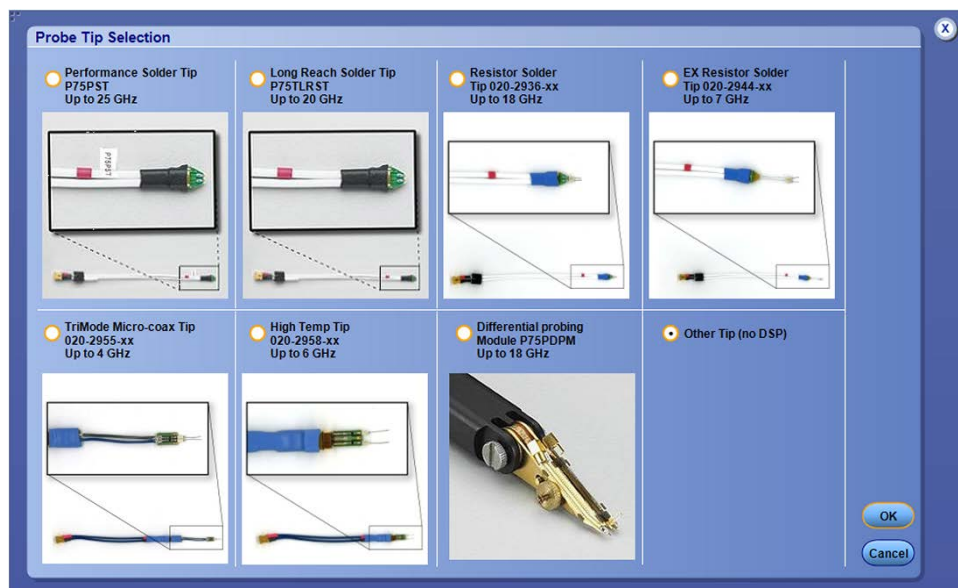 Probe Tip Selection
X
Performance Solder Tip
P75PST
Up to 25 GHz
Long Reach Solder Tip
P75TLRST
Up to 20 GHz
Resistor Solder
Tip 020-2936-xx
Up to 18 GHz
EX Resistor Solder
Tip 020-2944-xx
Up to 7 GHz
P75PST
TriMode Micro-coax Tip
020-2955-xx
Up to 4 GHz
High Temp Tip
020-2958-xx
Up to 6 GHz
Differential probing
Module P75PDPM
Up to 18 GHz
Other Tip (no DSP)
OK
Cancel